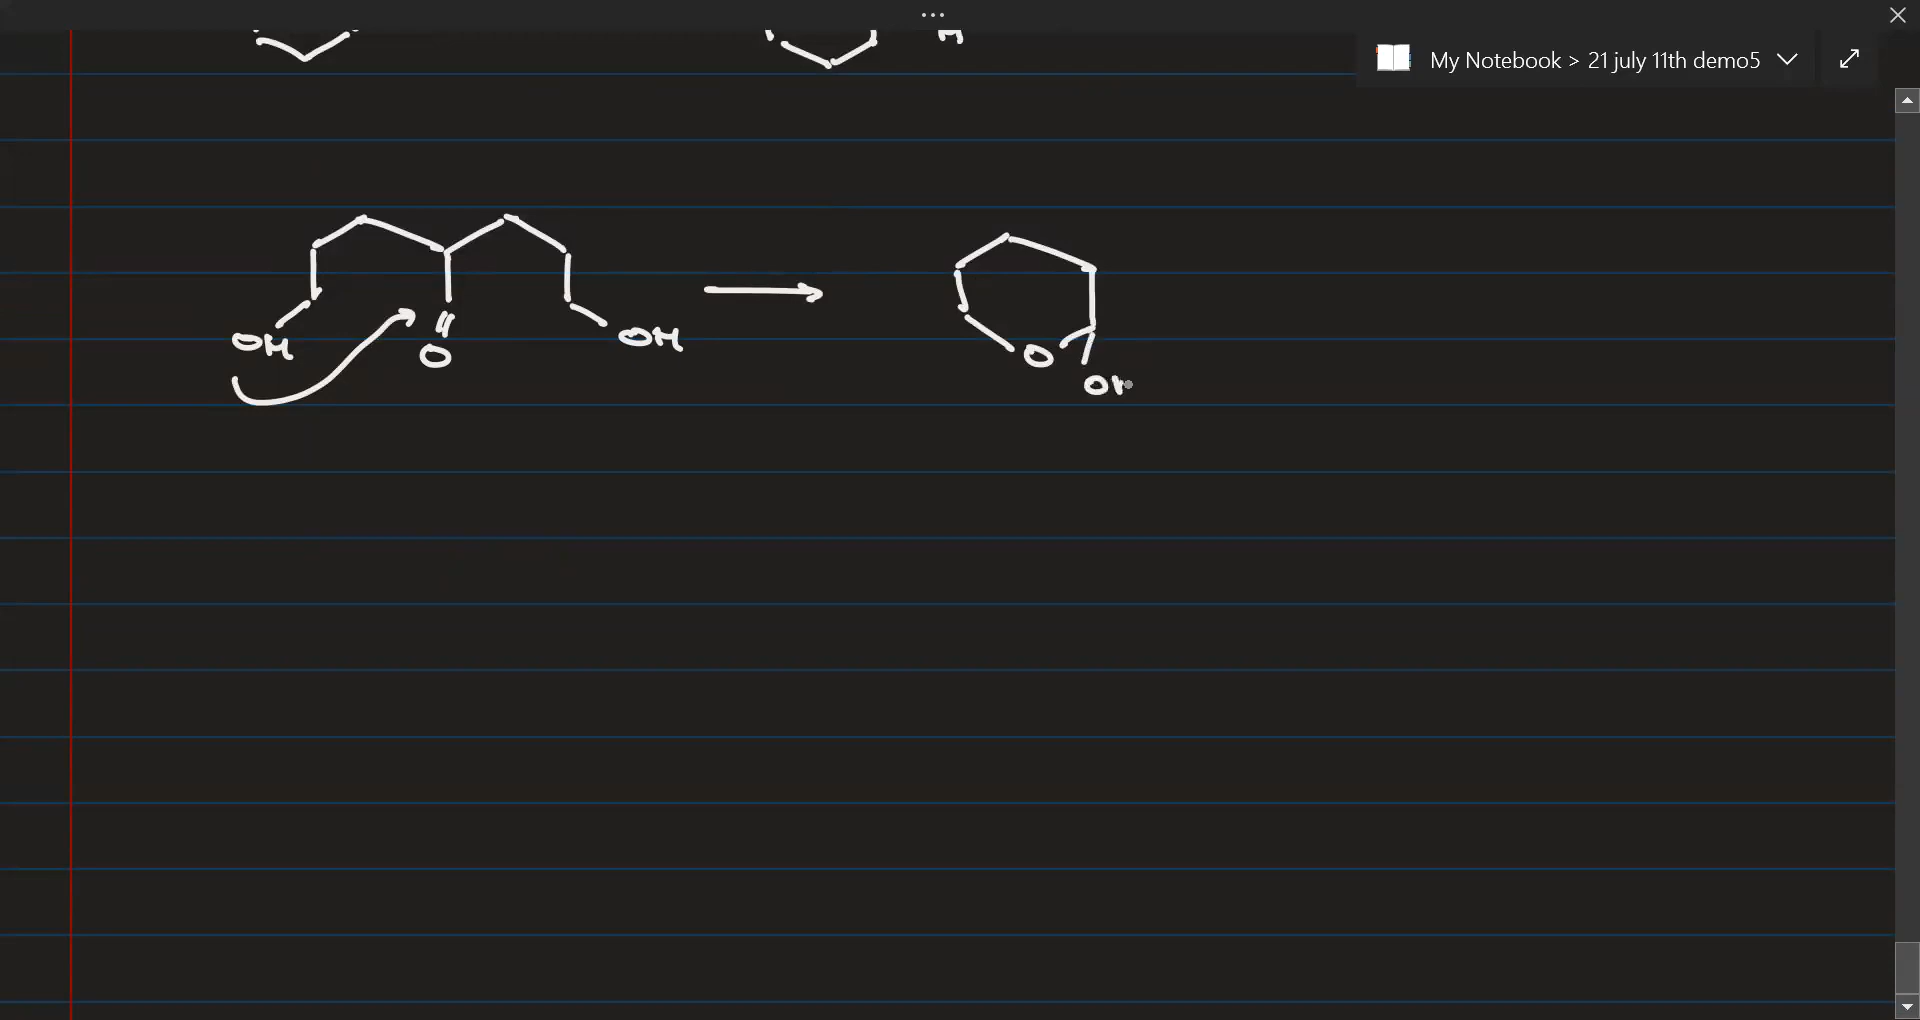 My Notebook > 21 july 11th demo5
OH O OH
O
OH